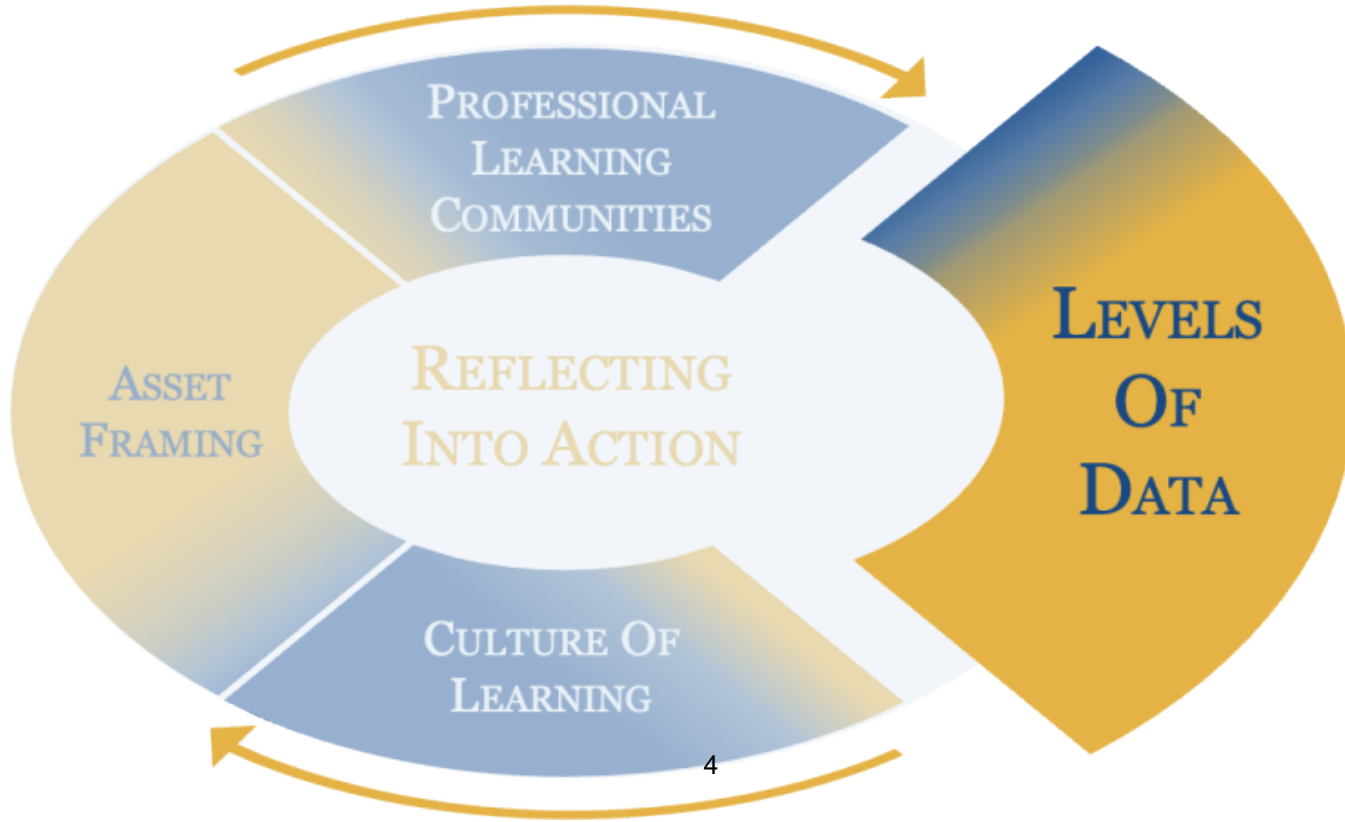 Professional
Learning
Communities
Asset
Framing
Reflecting
Into Action
Levels
Of
Data
Culture Of
Learning
4